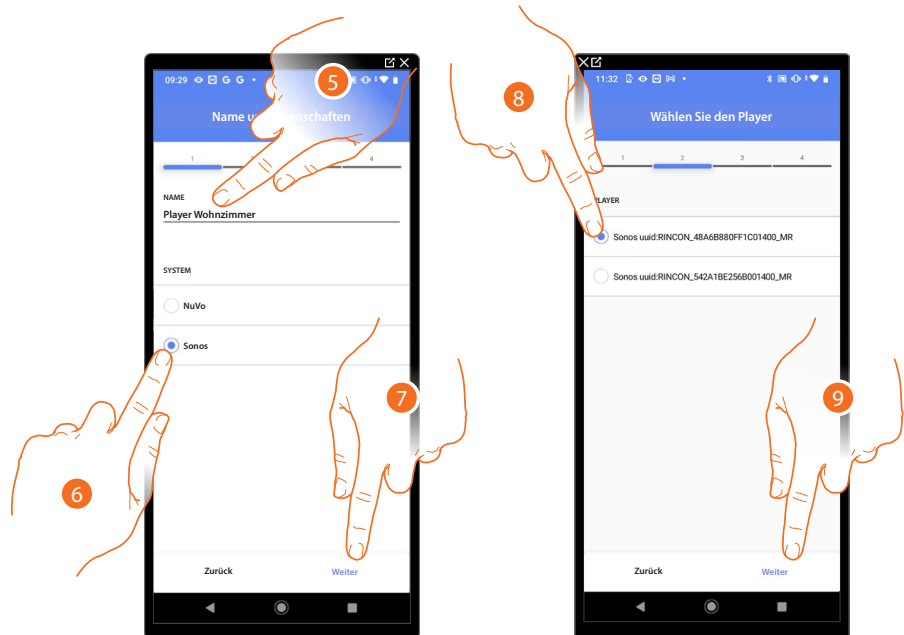 09:29 G G
5
Name u enschaften
1 4
NAME
Player Wohnzimmer
SYSTEM
NuVo
Sonos
6
7
Zurück Weiter
8
11:32
Wählen Sie den Player
1 2 3 4
PLAYER
Sonos uuid:RINCON_48A6B880FF1C01400_MR
Sonos uuid:RINCON_542A1BE256B001400_MR
9
Zurück Weiter